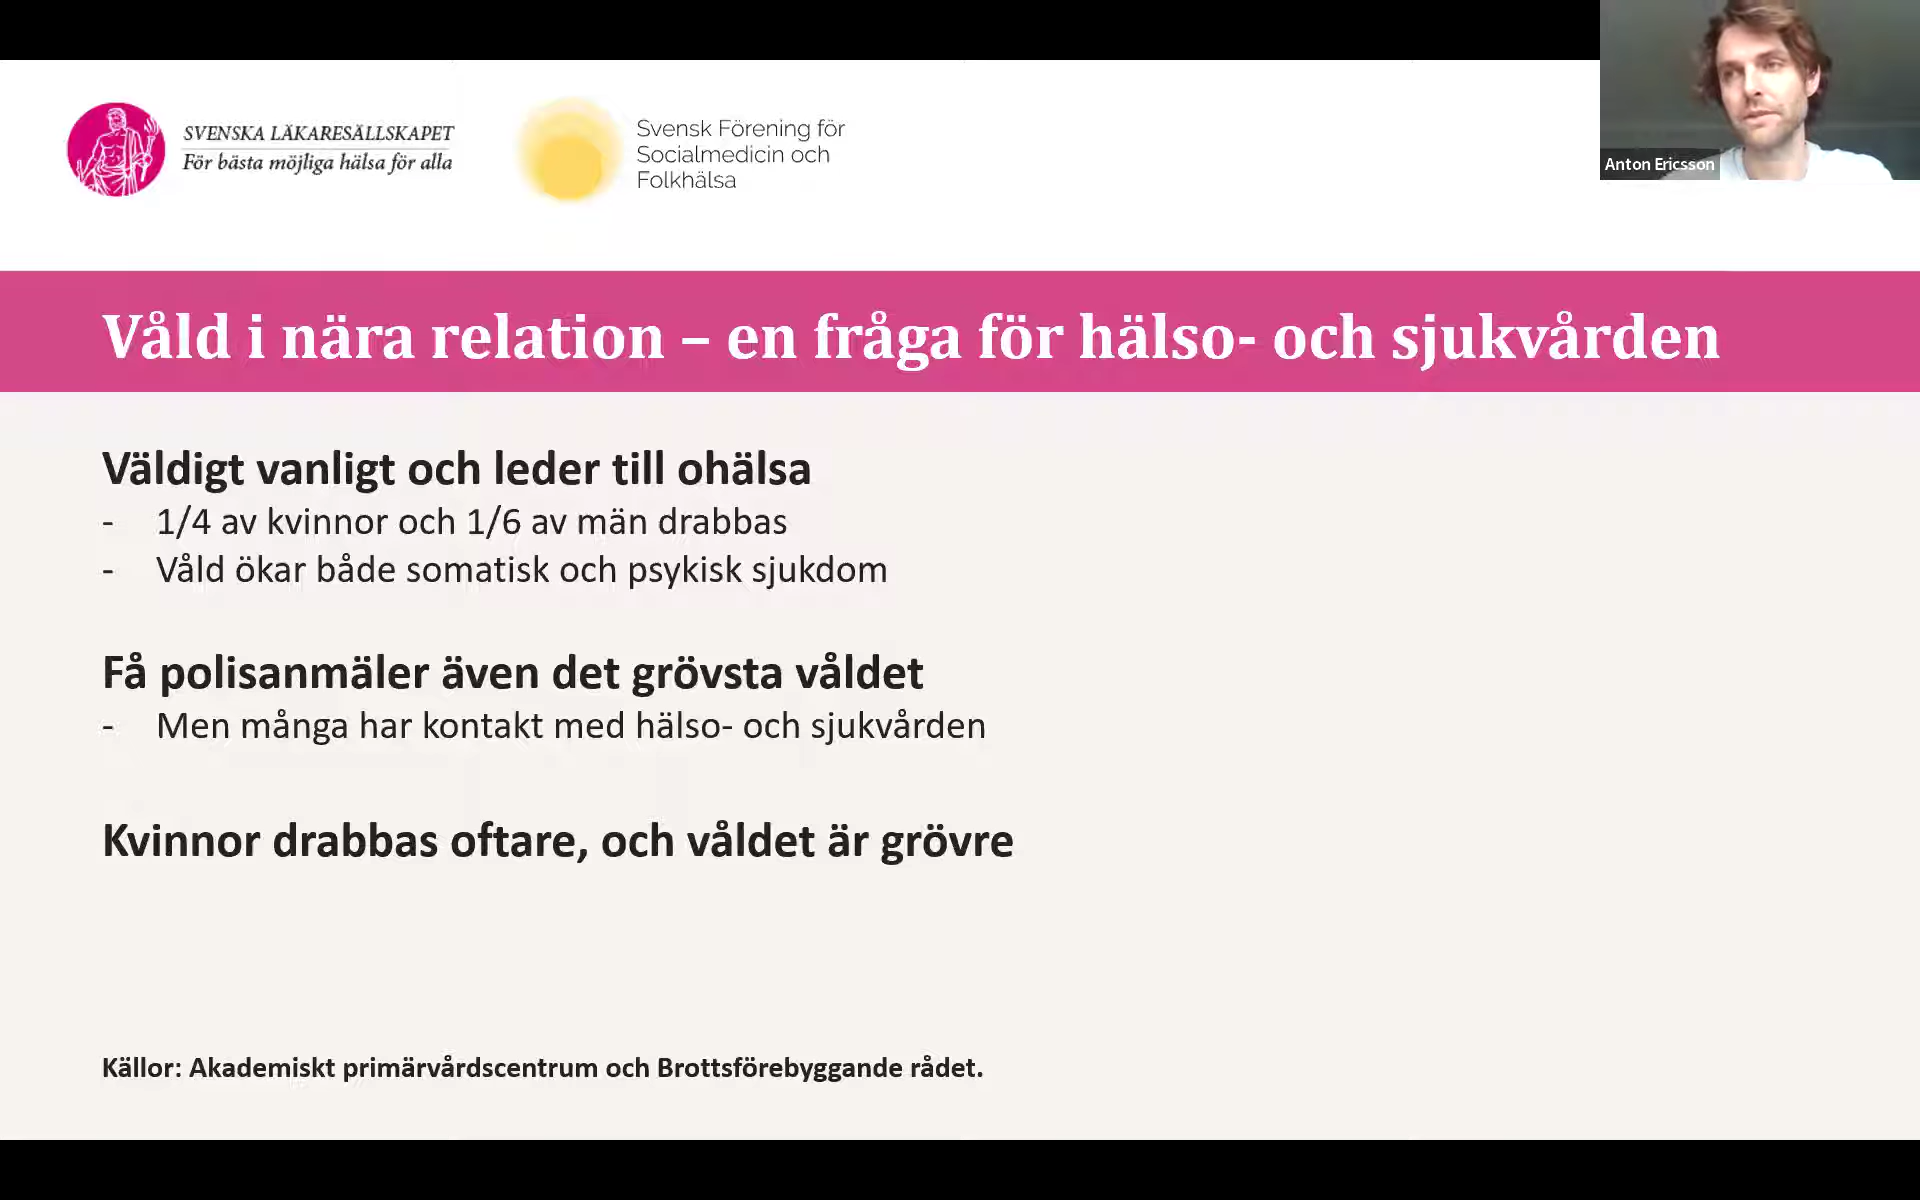 SVENSKA LÄKARESÄLLSKAPET
För bästa möjliga hälsa för alla
Svensk Förening för
Socialmedicin och
Folkhälsa
Anton Ericsson
Våld i nära relation – en fråga för hälso- och sjukvården
Väldigt vanligt och leder till ohälsa
- 1/4 av kvinnor och 1/6 av män drabbas
- Våld ökar både somatisk och psykisk sjukdom
Få polisanmäler även det grövsta våldet
- Men många har kontakt med hälso- och sjukvården
Kvinnor drabbas oftare, och våldet är grövre
Källor: Akademiskt primärvårdscentrum och Brottsförebyggande rådet.